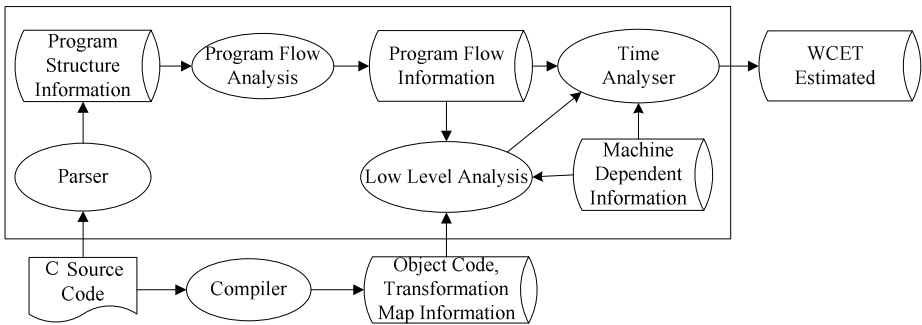 Program
Structure
Information
Program Flow
Analysis
Program Flow
Information
Time
Analyser
WCET
Estimated
Parser
Low Level Analysis
Machine
Dependent
Information
C Source
Code
Compiler
Object Code,
Transformation
Map Information